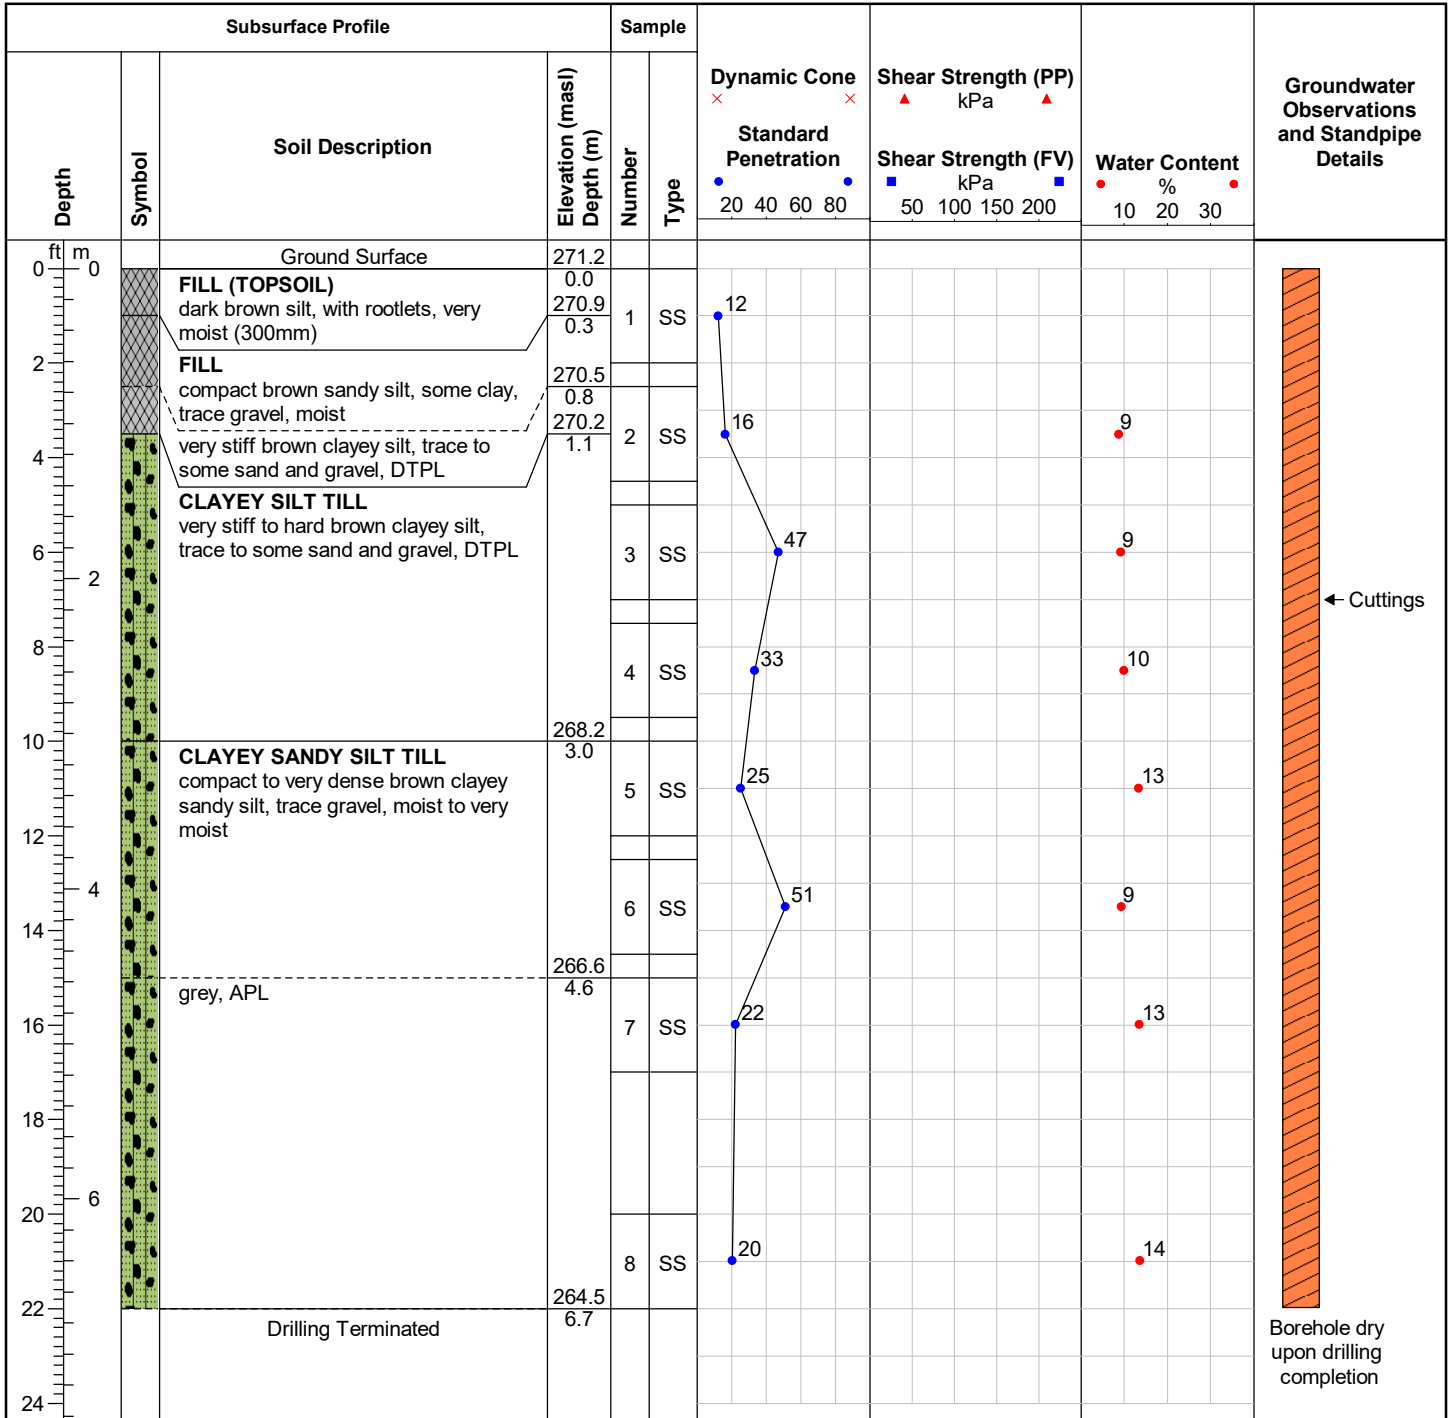 Subsurface Profile
Sample
Depth
Symbol
Soil Description
Elevation (masl)
Depth (m)
Number
Type
Dynamic Cone
Standard
Penetration
20 40 60 80
Shear Strength (PP)
kPa
Shear Strength (FV)
kPa
50 100 150 200
Water Content
%
10 20 30
Groundwater
Observations
and Standpipe
Details
ft m
0 0
2
4
6
2
8
10
12
4
14
16
18
6
20
22
24
Ground Surface
271.2
0.0
FILL (TOPSOIL)
dark brown silt, with rootlets, very
moist (300mm)
270.9
0.3
FILL
compact brown sandy silt, some clay,
trace gravel, moist
270.5
0.8
very stiff brown clayey silt, trace to
some sand and gravel, DTPL
270.2
1.1
CLAYEY SILT TILL
very stiff to hard brown clayey silt,
trace to some sand and gravel, DTPL
268.2
3.0
CLAYEY SANDY SILT TILL
compact to very dense brown clayey
sandy silt, trace gravel, moist to very
moist
266.6
4.6
grey, APL
264.5
6.7
Drilling Terminated
1 SS 12
2 SS 16 9
3 SS 47 9
4 SS 33 10
5 SS 25 13
6 SS 51 9
7 SS 22 13
8 SS 20 14
Cuttings
Borehole dry
upon drilling
completion